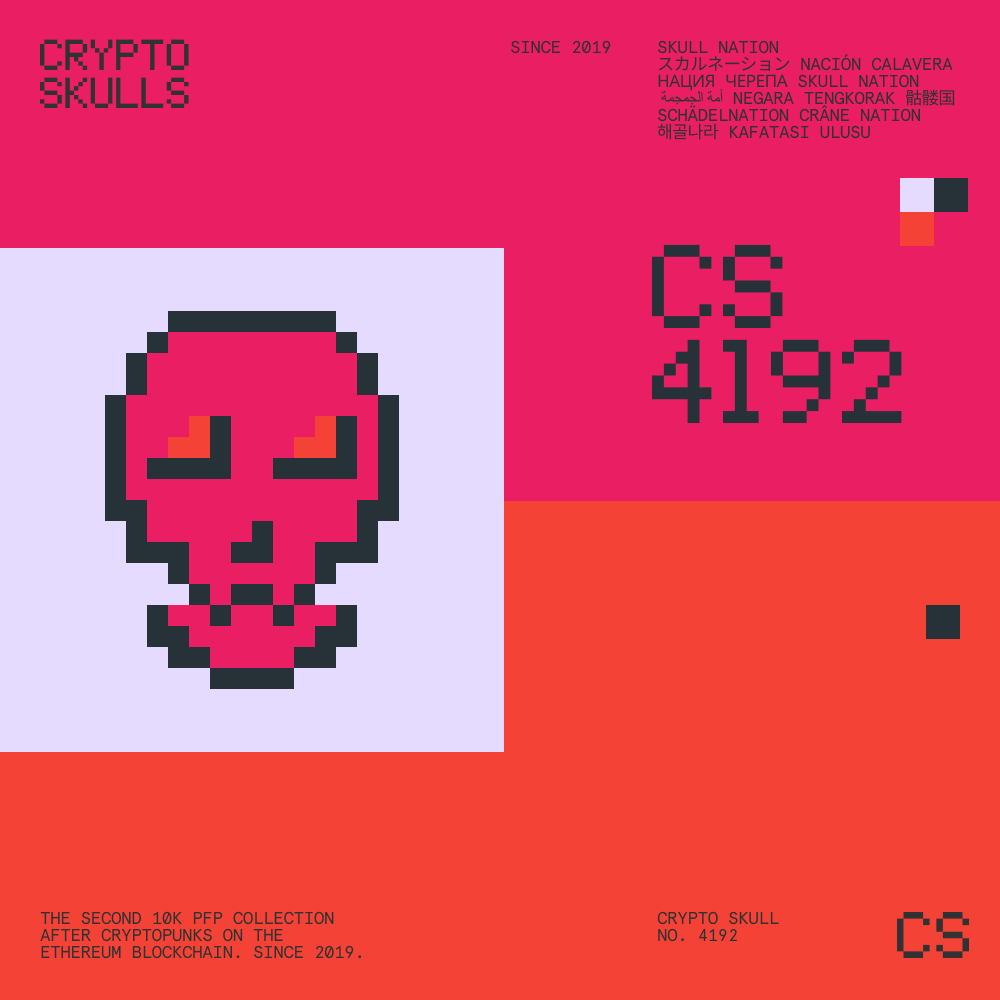 CRYPTO
SKULLS
SINCE 2019
SKULL NATION
スカルネーション NACIÓN CALAVERA
НАЦИЯ ЧЕРЕПА SKULL NATION
أمة الجمجمة NEGARA TENGKORAK 骷髅国
SCHÄDELNATION CRÂNE NATION
해골나라 KAFATASI ULUSU
CS
4192
THE SECOND 10K PFP COLLECTION
AFTER CRYPTOPUNKS ON THE
ETHEREUM BLOCKCHAIN. SINCE 2019.
CRYPTO SKULL
NO. 4192
CS